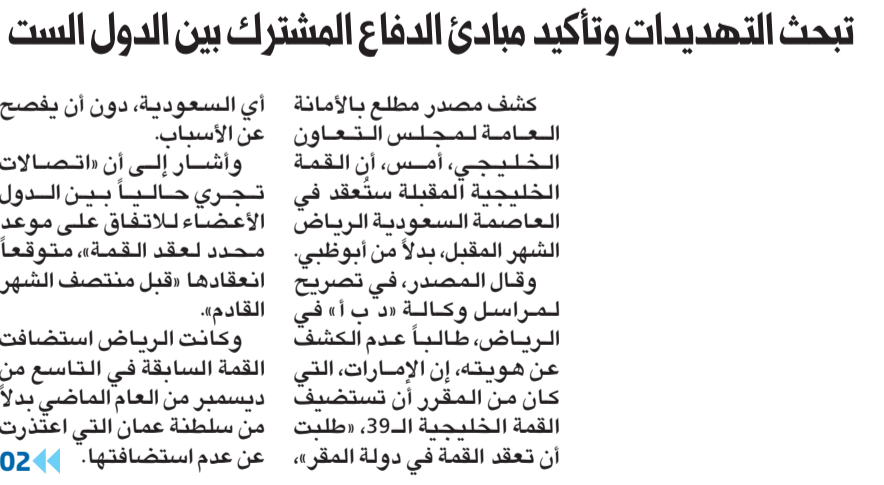 تبحث التهديدات وتأكيد مبادئ الدفاع المشترك بين الدول الست
كشف مصدر مطلع بالأمانة
العامة لمجلس التعاون
الخليجي، أمس، أن القمة
الخليجية المقبلة ستُعقد في
العاصمة السعودية الرياض
الشهر المقبل، بدلاً من أبوظبي.
وقال المصدر، في تصريح
لمراسل وكالة «د ب أ» في
الرياض، طالباً عدم الكشف
عن هويته، إن الإمارات، التي
كان من المقرر أن تستضيف
القمة الخليجية الـ39، «طلبت
أن تعقد القمة في دولة المقر»،
أي السعودية، دون أن يفصح
عن الأسباب.
وأشار إلى أن «اتصالات
تجري حالياً بين الدول
الأعضاء للاتفاق على موعد
محدد لعقد القمة»، متوقعاً
انعقادها «قبل منتصف الشهر
القادم».
وكانت الرياض استضافت
القمة السابقة في التاسع من
ديسمبر من العام الماضي بدلاً
من سلطنة عمان التي اعتذرت
عن عدم استضافتها. 02